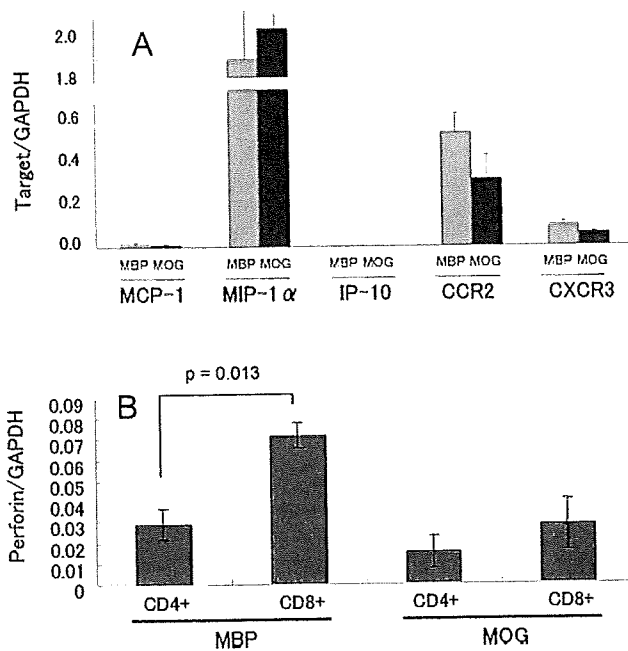 A
Target/GAPDH
2.0
1.8
0.6
0.4
0.2
0.0
MBP MOG MBP MOG MBP MOG MBP MOG MBP MOG
MCP-1 MIP-1 α IP-10 CCR2 CXCR3
B
p = 0.013
Perforin/GAPDH
0.09
0.08
0.07
0.06
0.05
0.04
0.03
0.02
0.01
0
CD4+ CD8+ CD4+ CD8+
MBP MOG